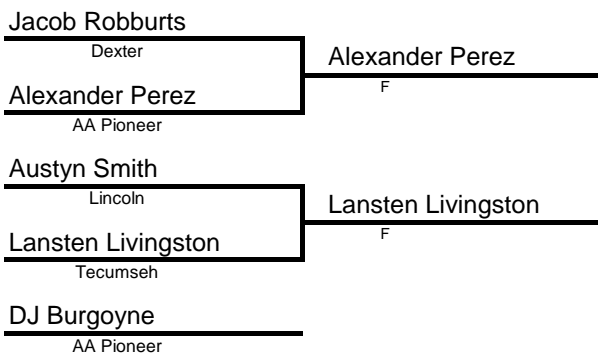 Jacob Robburts
Dexter
Alexander Perez
F
Alexander Perez
AA Pioneer
Austyn Smith
Lincoln
Lansten Livingston
F
Lansten Livingston
Tecumseh
DJ Burgoyne
AA Pioneer